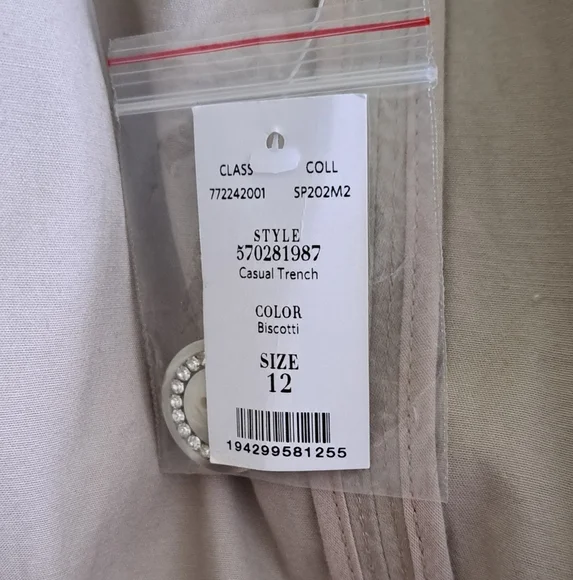 CLASS COLL
772242001 SP202M2
STYLE
570281987
Casual Trench
COLOR
Biscotti
SIZE
12
194299581255